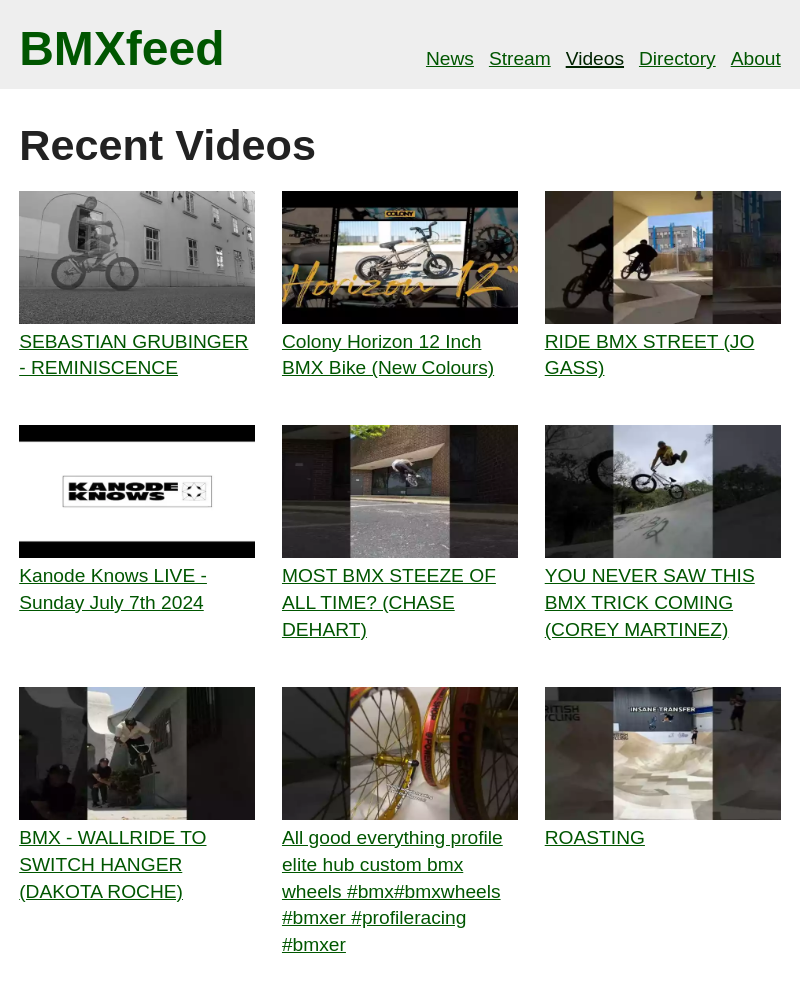 BMXfeed
News Stream Videos Directory About
Recent Videos
COLONY
Horizon 12"
SEBASTIAN GRUBINGER
- REMINISCENCE
Colony Horizon 12 Inch
BMX Bike (New Colours)
RIDE BMX STREET (JO
GASS)
KANODE
KNOWS
Kanode Knows LIVE -
Sunday July 7th 2024
MOST BMX STEEZE OF
ALL TIME? (CHASE
DEHART)
YOU NEVER SAW THIS
BMX TRICK COMING
(COREY MARTINEZ)
INSANE TRANSFER
BMX - WALLRIDE TO
SWITCH HANGER
(DAKOTA ROCHE)
All good everything profile
elite hub custom bmx
wheels #bmx#bmxwheels
#bmxer #profileracing
#bmxer
ROASTING